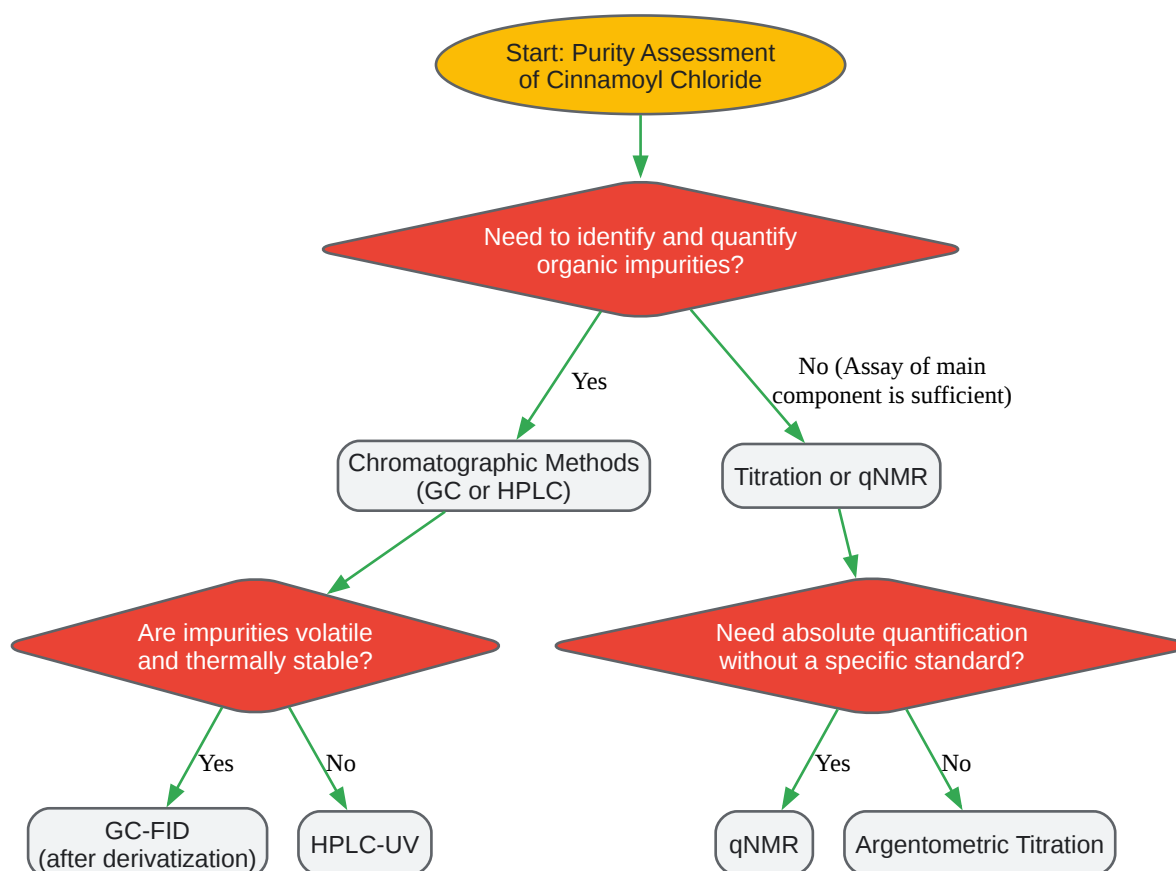 Start: Purity Assessment
of Cinnamoyl Chloride
Need to identify and quantify
organic impurities?
Yes
No (Assay of main
component is sufficient)
Chromatographic Methods
(GC or HPLC)
Titration or qNMR
Are impurities volatile
and thermally stable?
Need absolute quantification
without a specific standard?
Yes
No
Yes
No
GC-FID
(after derivatization)
HPLC-UV
qNMR
Argentometric Titration